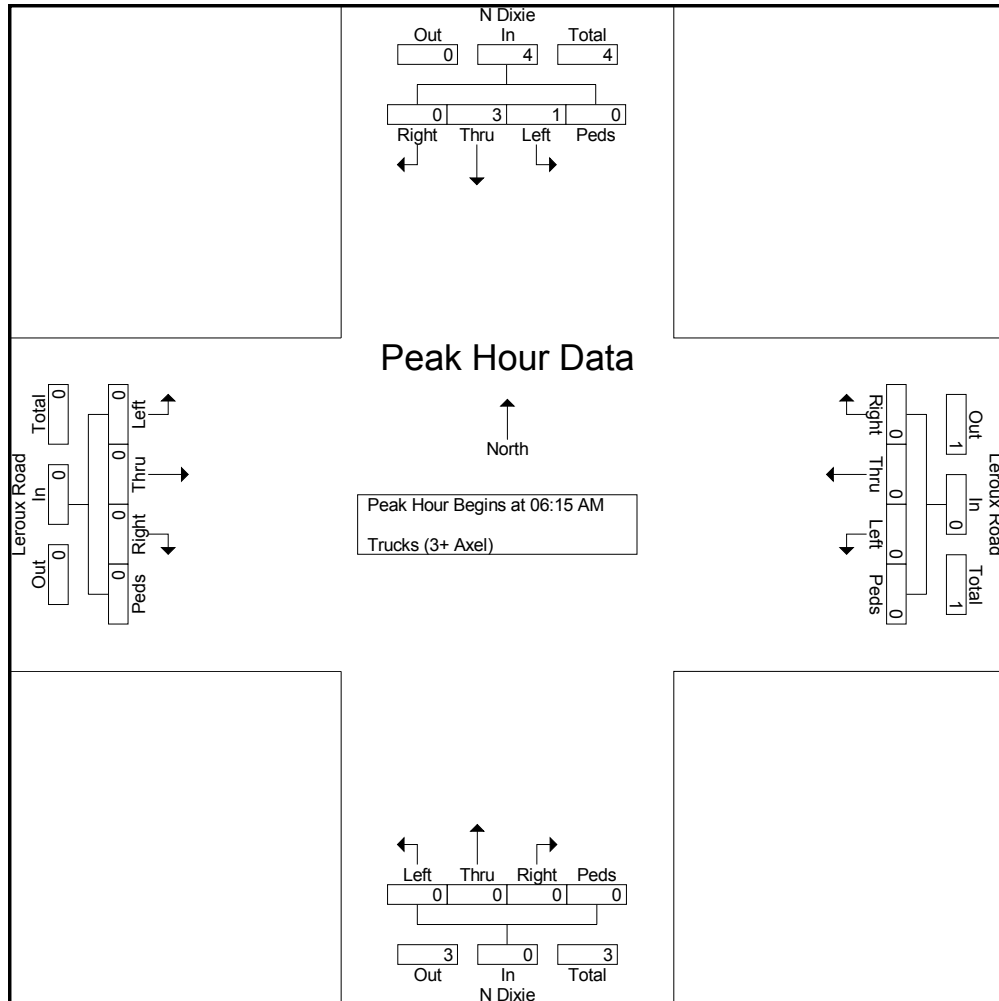 N Dixie
Out In Total
0 4 4
0 3 1 0
Right Thru Left Peds
Peak Hour Data
North
Peak Hour Begins at 06:15 AM
Trucks (3+ Axel)
Leroux Road
Total In Out
0 0 0
0 0 0 0
Left Thru Right Peds
Right Thru Left Peds
0 0 0 0
Out In Total
1 0 1
Leroux Road
Left Thru Right Peds
0 0 0 0
3 0 3
Out In Total
N Dixie